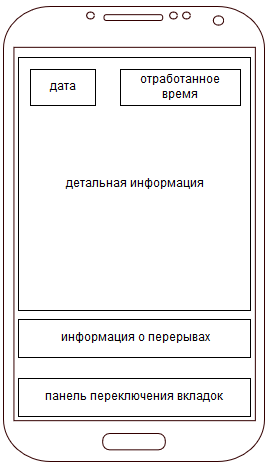 дата
отработанное
время
детальная информация
информация о перерывах
панель переключения вкладок